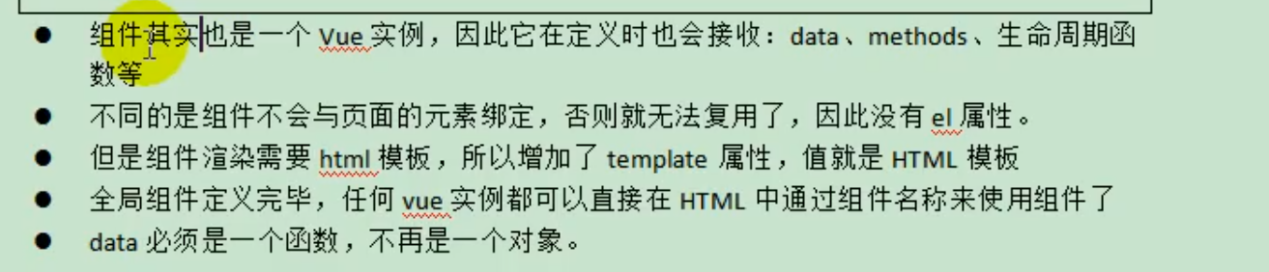 ● 组件其实也是一个 Vue 实例，因此它在定义时也会接收：data、methods、生命周期函
数等
● 不同的是组件不会与页面的元素绑定，否则就无法复用了，因此没有 el 属性。
● 但是组件渲染需要 html 模板，所以增加了 template 属性，值就是 HTML 模板
● 全局组件定义完毕，任何 vue 实例都可以直接在 HTML 中通过组件名称来使用组件了
● data 必须是一个函数，不再是一个对象。